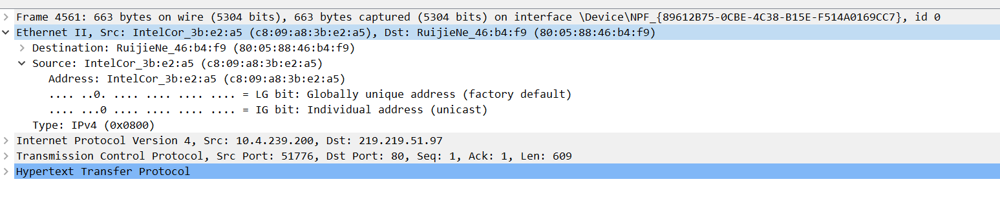 Frame 4561: 663 bytes on wire (5304 bits), 663 bytes captured (5304 bits) on interface \Device\NPF_{89612B75-0CBE-4C38-B15E-F514A0169CC7}, id 0
Ethernet II, Src: IntelCor_3b:e2:a5 (c8:09:a8:3b:e2:a5), Dst: RuijieNe_46:b4:f9 (80:05:88:46:b4:f9)
Destination: RuijieNe_46:b4:f9 (80:05:88:46:b4:f9)
Source: IntelCor_3b:e2:a5 (c8:09:a8:3b:e2:a5)
Address: IntelCor_3b:e2:a5 (c8:09:a8:3b:e2:a5)
.... ..0. .... .... .... .... = LG bit: Globally unique address (factory default)
.... ...0 .... .... .... .... = IG bit: Individual address (unicast)
Type: IPv4 (0x0800)
Internet Protocol Version 4, Src: 10.4.239.200, Dst: 219.219.51.97
Transmission Control Protocol, Src Port: 51776, Dst Port: 80, Seq: 1, Ack: 1, Len: 609
Hypertext Transfer Protocol